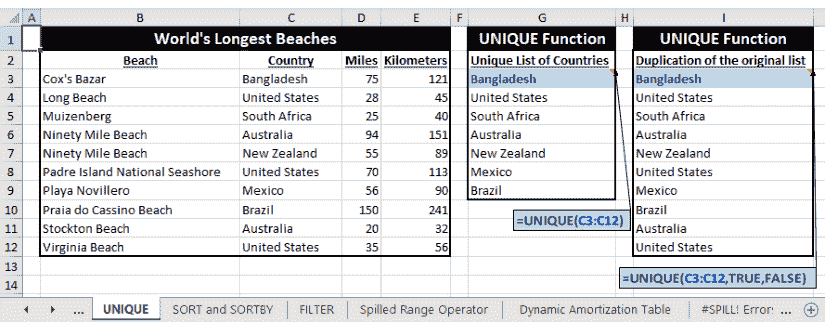 A B C D E F G H I
1 World's Longest Beaches UNIQUE Function UNIQUE Function
2 Beach Country Miles Kilometers Unique List of Countries Duplication of the original list
3 Cox's Bazar Bangladesh 75 121 Bangladesh Bangladesh
4 Long Beach United States 28 45 United States United States
5 Muizenberg South Africa 25 40 South Africa South Africa
6 Ninety Mile Beach Australia 94 151 Australia Australia
7 Ninety Mile Beach New Zealand 55 89 New Zealand New Zealand
8 Padre Island National Seashore United States 70 113 Mexico United States
9 Playa Novillero Mexico 56 90 Brazil Mexico
10 Praia do Cassino Beach Brazil 150 241 =UNIQUE(C3:C12) Brazil
11 Stockton Beach Australia 20 32 Australia
12 Virginia Beach United States 35 56 United States
13
14 =UNIQUE(C3:C12,TRUE,FALSE)
... UNIQUE SORT and SORTBY FILTER Spilled Range Operator Dynamic Amortization Table #SPILL! Error ...